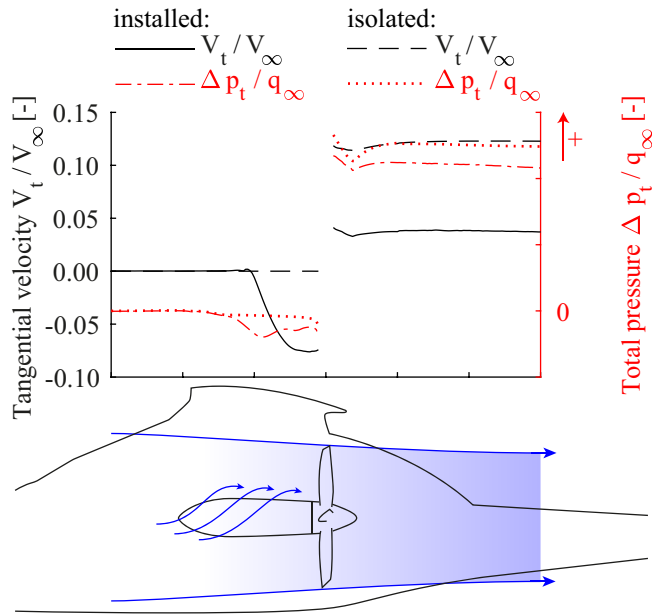 installed: isolated:
V_t / V_∞ V_t / V_∞
Δ p_t / q_∞ Δ p_t / q_∞
Tangential velocity V_t / V_∞ [-]
0.15
0.10
0.05
0.00
-0.05
-0.10
+
0
Total pressure Δ p_t / q_∞ [-]